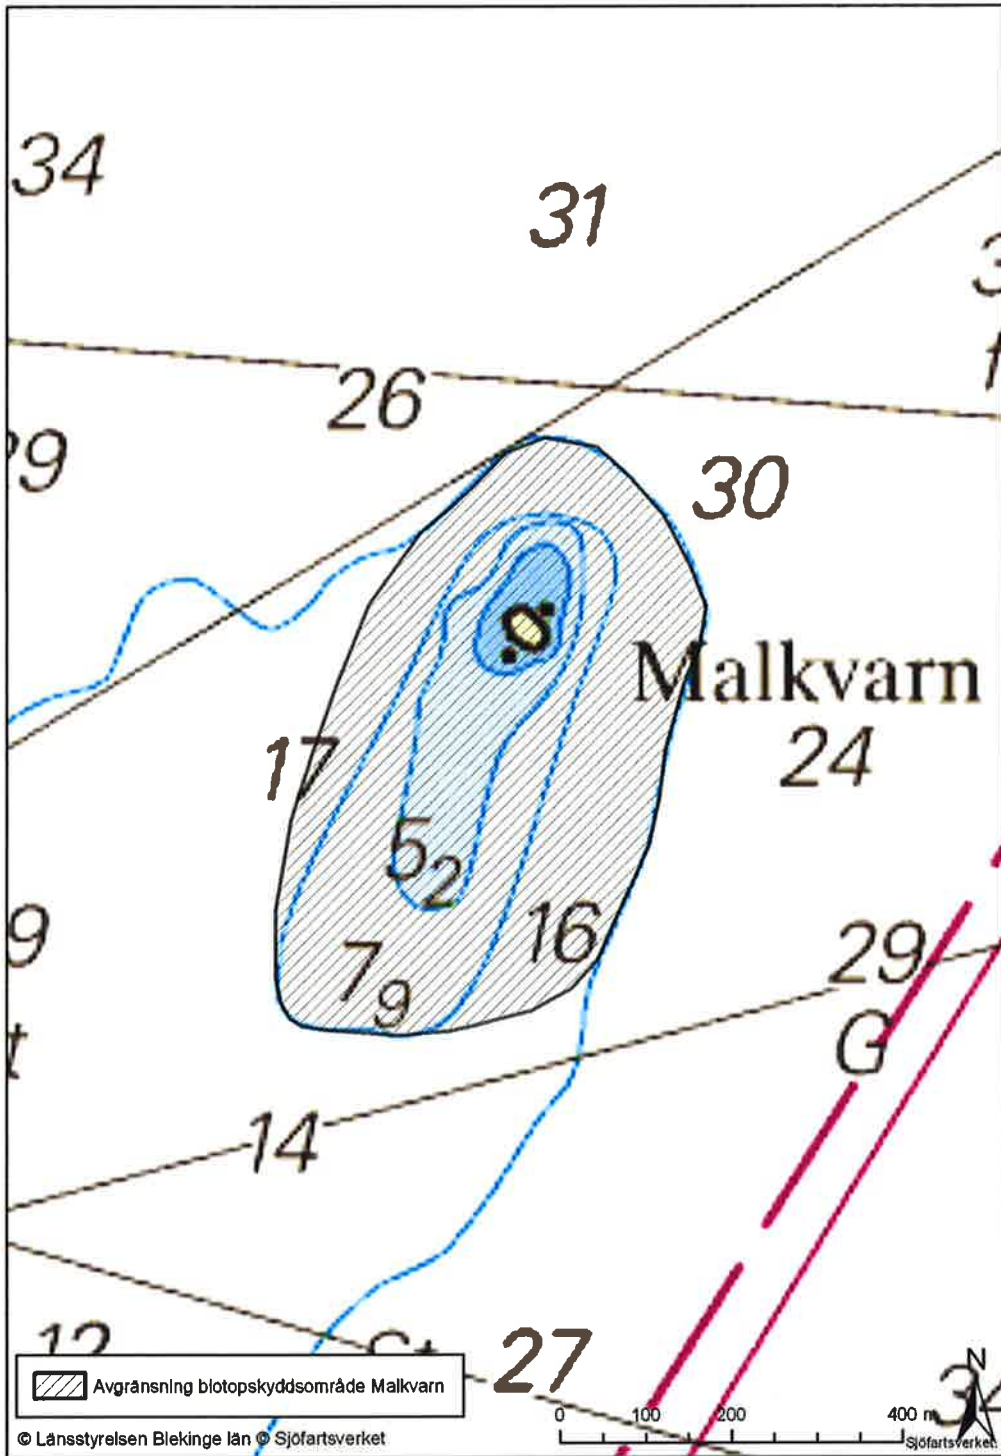 34
31
26
30
Malkvarn
24
17
5₂
16
29
7₉
G
14
27
Avgränsning biotopskyddsområde Malkvarn
0 100 200 400 m
N
© Länsstyrelsen Blekinge län © Sjöfartsverket
Sjöfartsverket